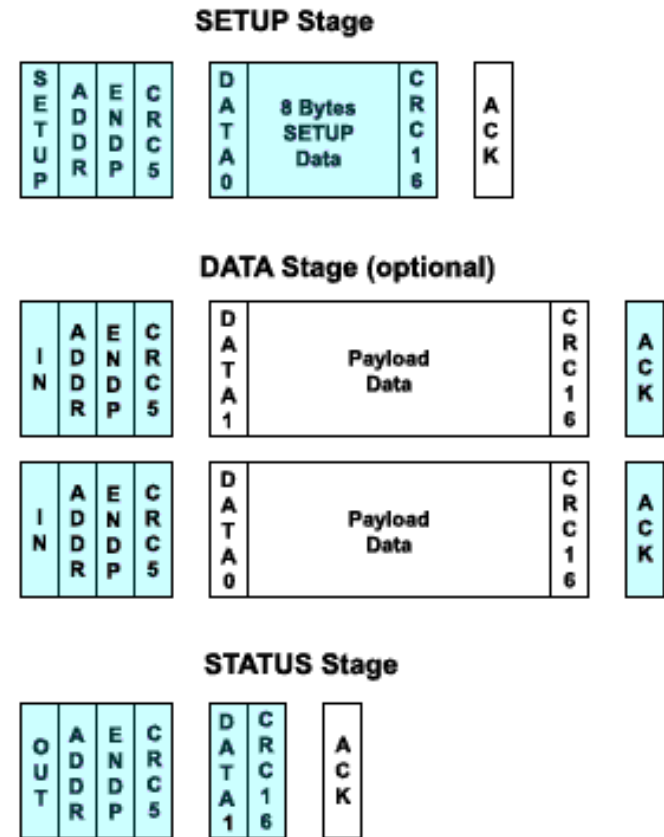 SETUP Stage
SETUP
ADDR
ENDP
CRC5
DATA0
8 Bytes
SETUP
Data
CRC16
ACK
DATA Stage (optional)
IN
ADDR
ENDP
CRC5
DATA1
Payload
Data
CRC16
ACK
IN
ADDR
ENDP
CRC5
DATA0
Payload
Data
CRC16
ACK
STATUS Stage
OUT
ADDR
ENDP
CRC5
DATA1
CRC16
ACK